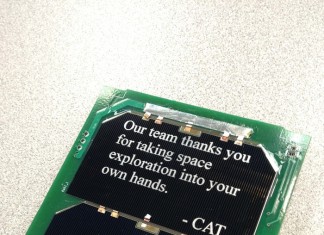 Our team thanks you
for taking space
exploration into your
own hands.
- CAT